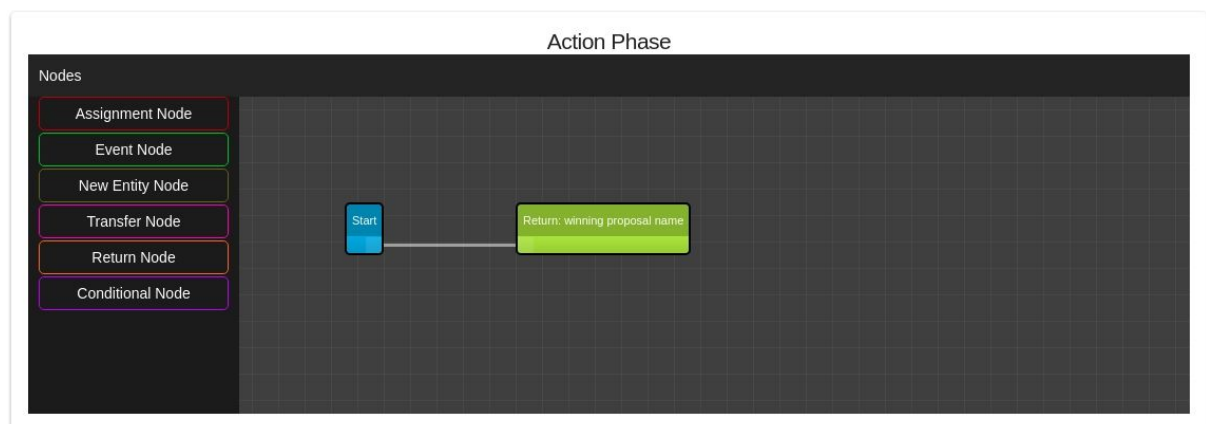 Action Phase
Nodes
Assignment Node
Event Node
New Entity Node
Transfer Node
Return Node
Conditional Node
Start
Return: winning proposal name